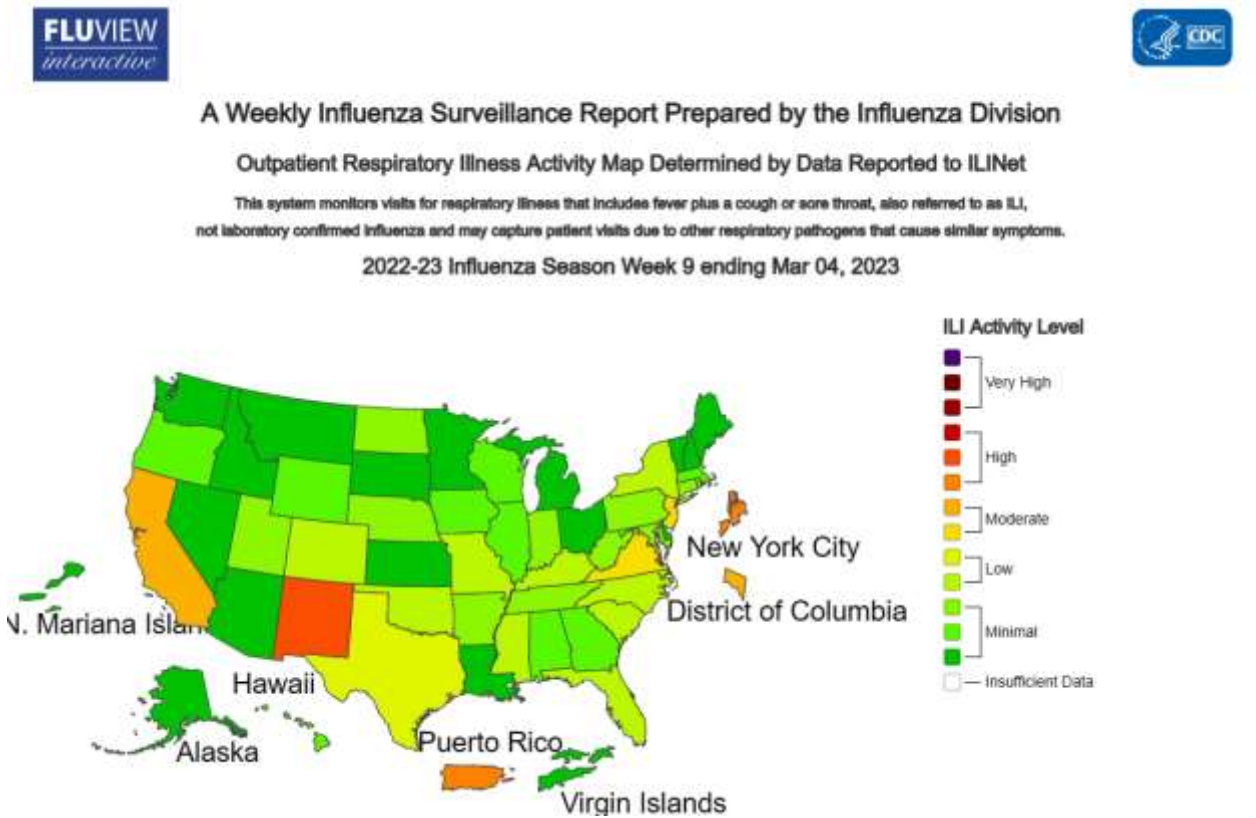 FLUVIEW
interactive
CDC
A Weekly Influenza Surveillance Report Prepared by the Influenza Division
Outpatient Respiratory Illness Activity Map Determined by Data Reported to ILINet
This system monitors visits for respiratory illness that includes fever plus a cough or sore throat, also referred to as ILI,
not laboratory confirmed influenza and may capture patient visits due to other respiratory pathogens that cause similar symptoms.
2022-23 Influenza Season Week 9 ending Mar 04, 2023
ILI Activity Level
Very High
High
Moderate
Low
Minimal
Insufficient Data
New York City
District of Columbia
N. Mariana Islan
Hawaii
Alaska
Puerto Rico
Virgin Islands